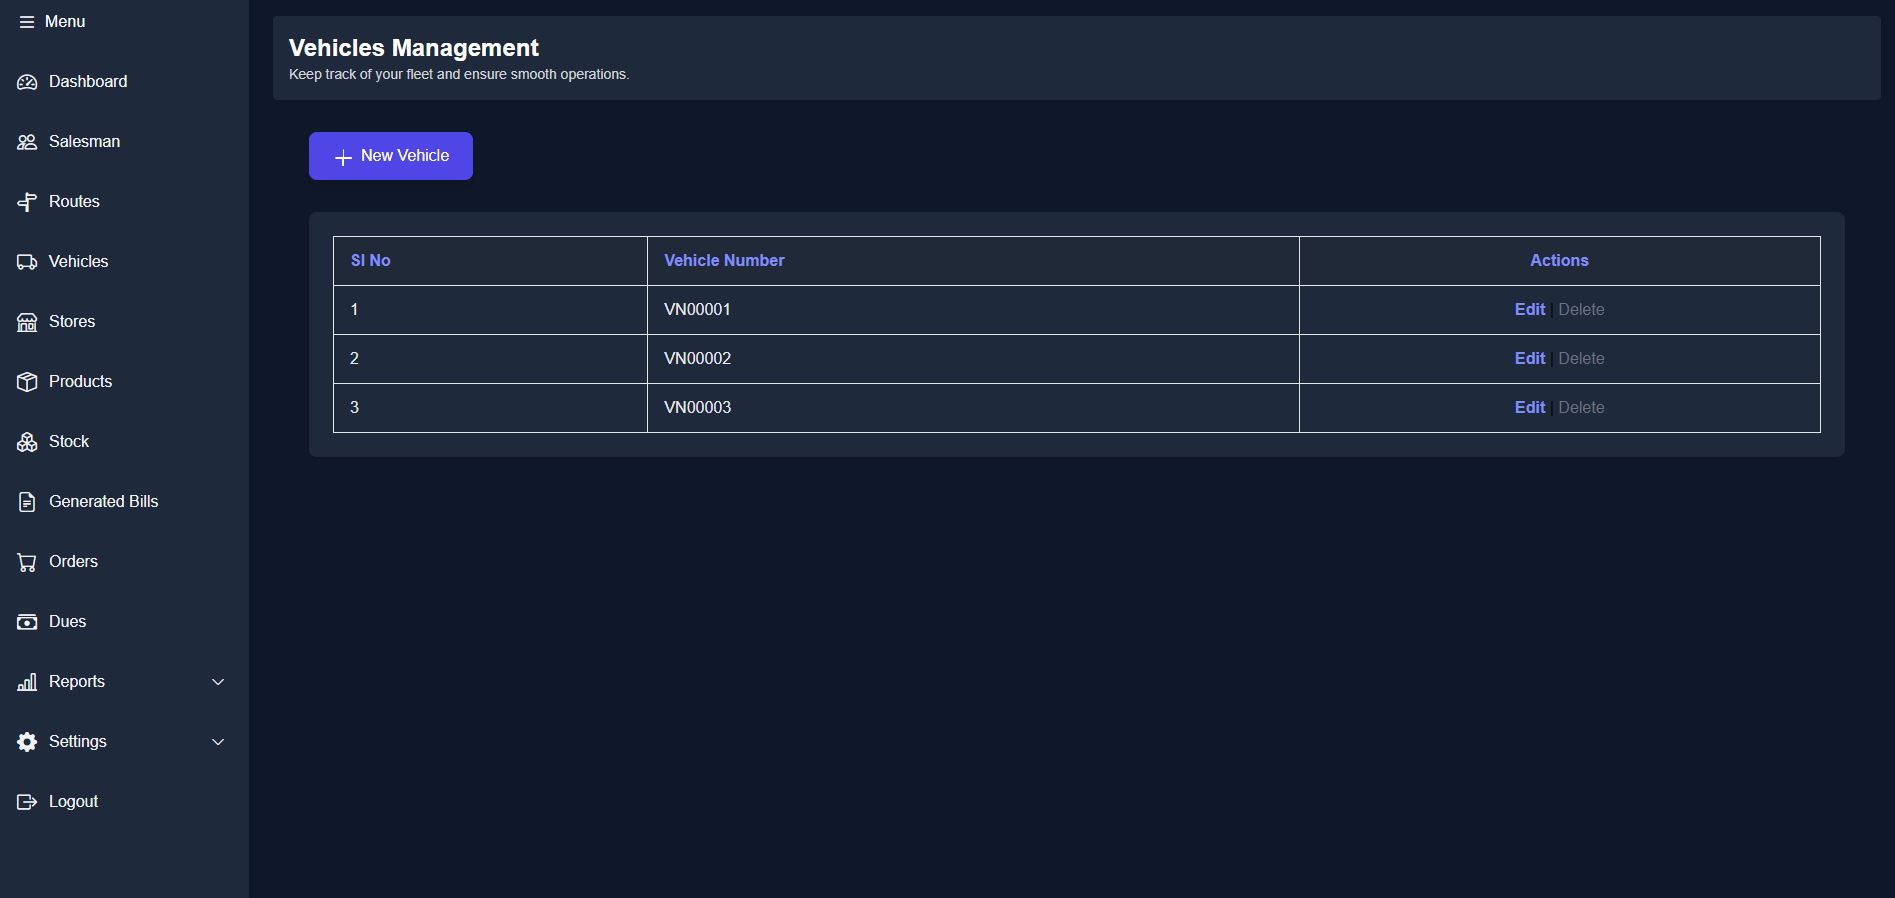 Menu
Dashboard
Salesman
Routes
Vehicles
Stores
Products
Stock
Generated Bills
Orders
Dues
Reports
Settings
Logout
Vehicles Management
Keep track of your fleet and ensure smooth operations.
New Vehicle
Sl No Vehicle Number Actions
1 VN00001 Edit | Delete
2 VN00002 Edit | Delete
3 VN00003 Edit | Delete